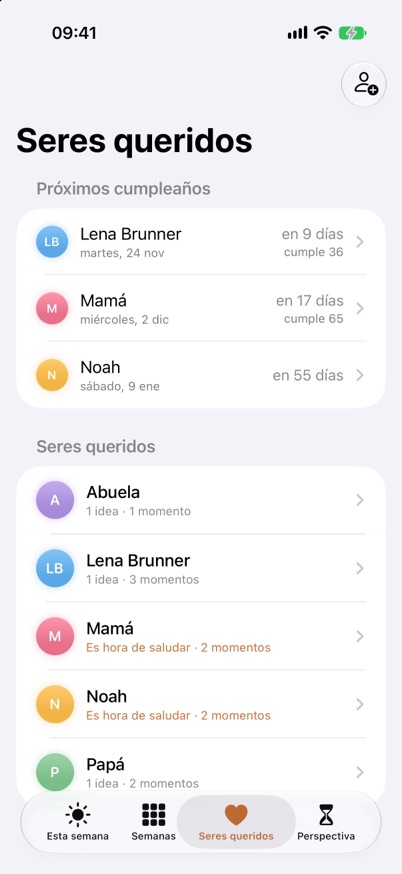 09:41
Seres queridos
Próximos cumpleaños
LB
Lena Brunner
martes, 24 nov
en 9 días
cumple 36
M
Mamá
miércoles, 2 dic
en 17 días
cumple 65
N
Noah
sábado, 9 ene
en 55 días
Seres queridos
A
Abuela
1 idea · 1 momento
LB
Lena Brunner
1 idea · 3 momentos
M
Mamá
Es hora de saludar · 2 momentos
N
Noah
Es hora de saludar · 2 momentos
P
Papá
1 idea · 2 momentos
Esta semana
Semanas
Seres queridos
Perspectiva